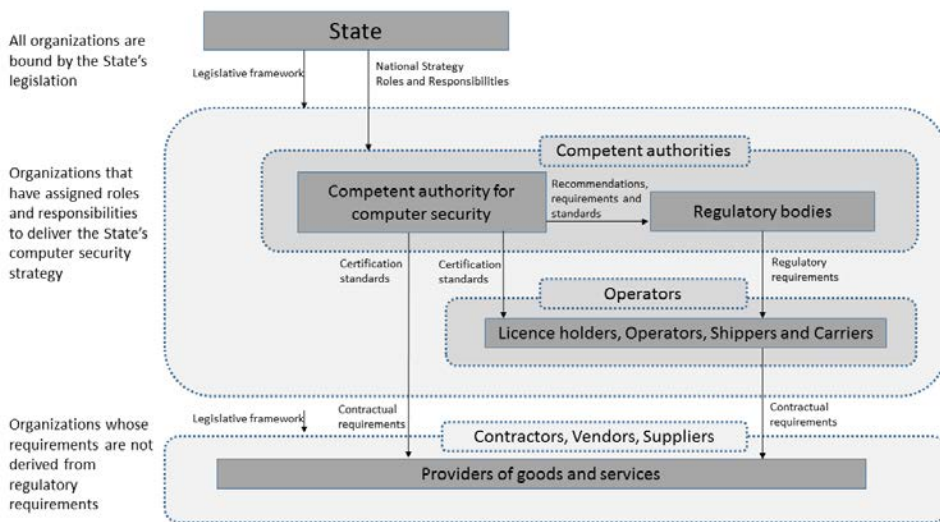 State
All organizations are
bound by the State's
legislation
Legislative framework
National Strategy
Roles and Responsibilities
Competent authorities
Organizations that
have assigned roles
and responsibilities
to deliver the State's
computer security
strategy
Competent authority for
computer security
Recommendations,
requirements and
standards
Regulatory bodies
Certification
standards
Certification
standards
Regulatory
requirements
Operators
Licence holders, Operators, Shippers and Carriers
Organizations whose
requirements are not
derived from
regulatory
requirements
Legislative framework
Contractual
requirements
Contractual
requirements
Contractors, Vendors, Suppliers
Providers of goods and services